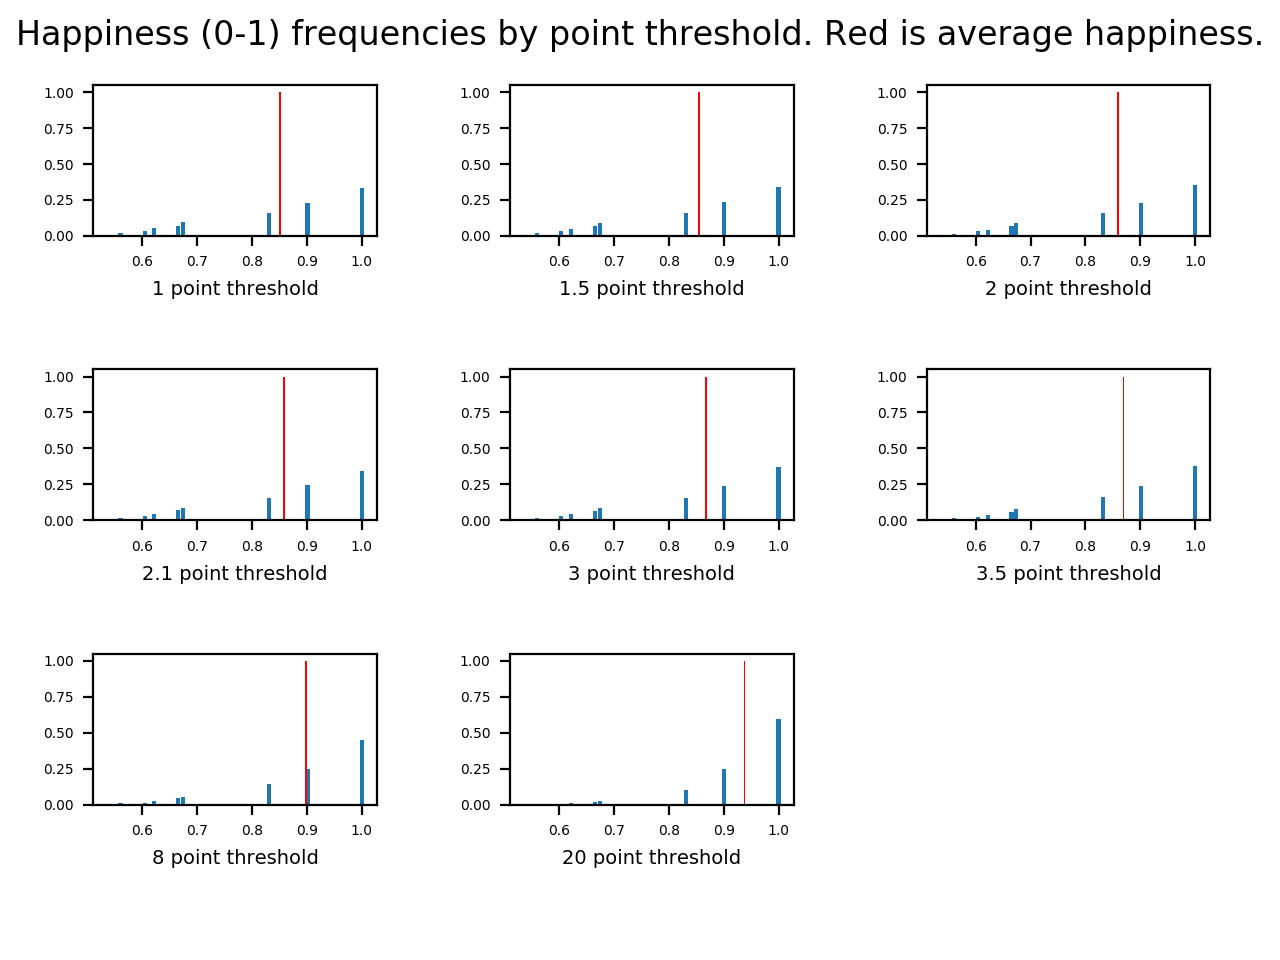 Happiness (0-1) frequencies by point threshold. Red is average happiness.
1.00 0.75 0.50 0.25 0.00
0.6 0.7 0.8 0.9 1.0
1 point threshold
1.00 0.75 0.50 0.25 0.00
0.6 0.7 0.8 0.9 1.0
1.5 point threshold
1.00 0.75 0.50 0.25 0.00
0.6 0.7 0.8 0.9 1.0
2 point threshold
1.00 0.75 0.50 0.25 0.00
0.6 0.7 0.8 0.9 1.0
2.1 point threshold
1.00 0.75 0.50 0.25 0.00
0.6 0.7 0.8 0.9 1.0
3 point threshold
1.00 0.75 0.50 0.25 0.00
0.6 0.7 0.8 0.9 1.0
3.5 point threshold
1.00 0.75 0.50 0.25 0.00
0.6 0.7 0.8 0.9 1.0
8 point threshold
1.00 0.75 0.50 0.25 0.00
0.6 0.7 0.8 0.9 1.0
20 point threshold